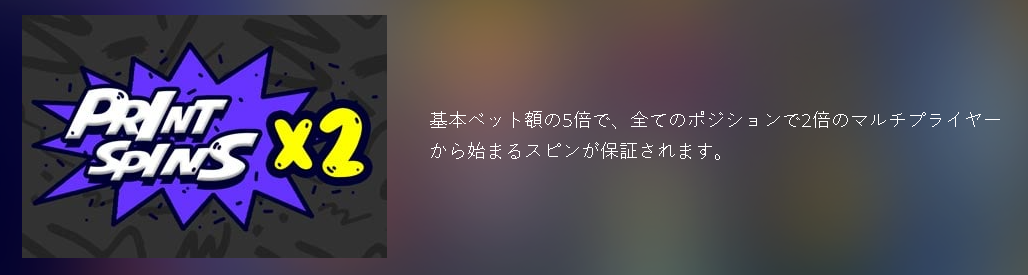 PRINT
SPINS
x2
基本ベット額の5倍で、全てのポジションで2倍のマルチプライヤー
から始まるスピンが保証されます。